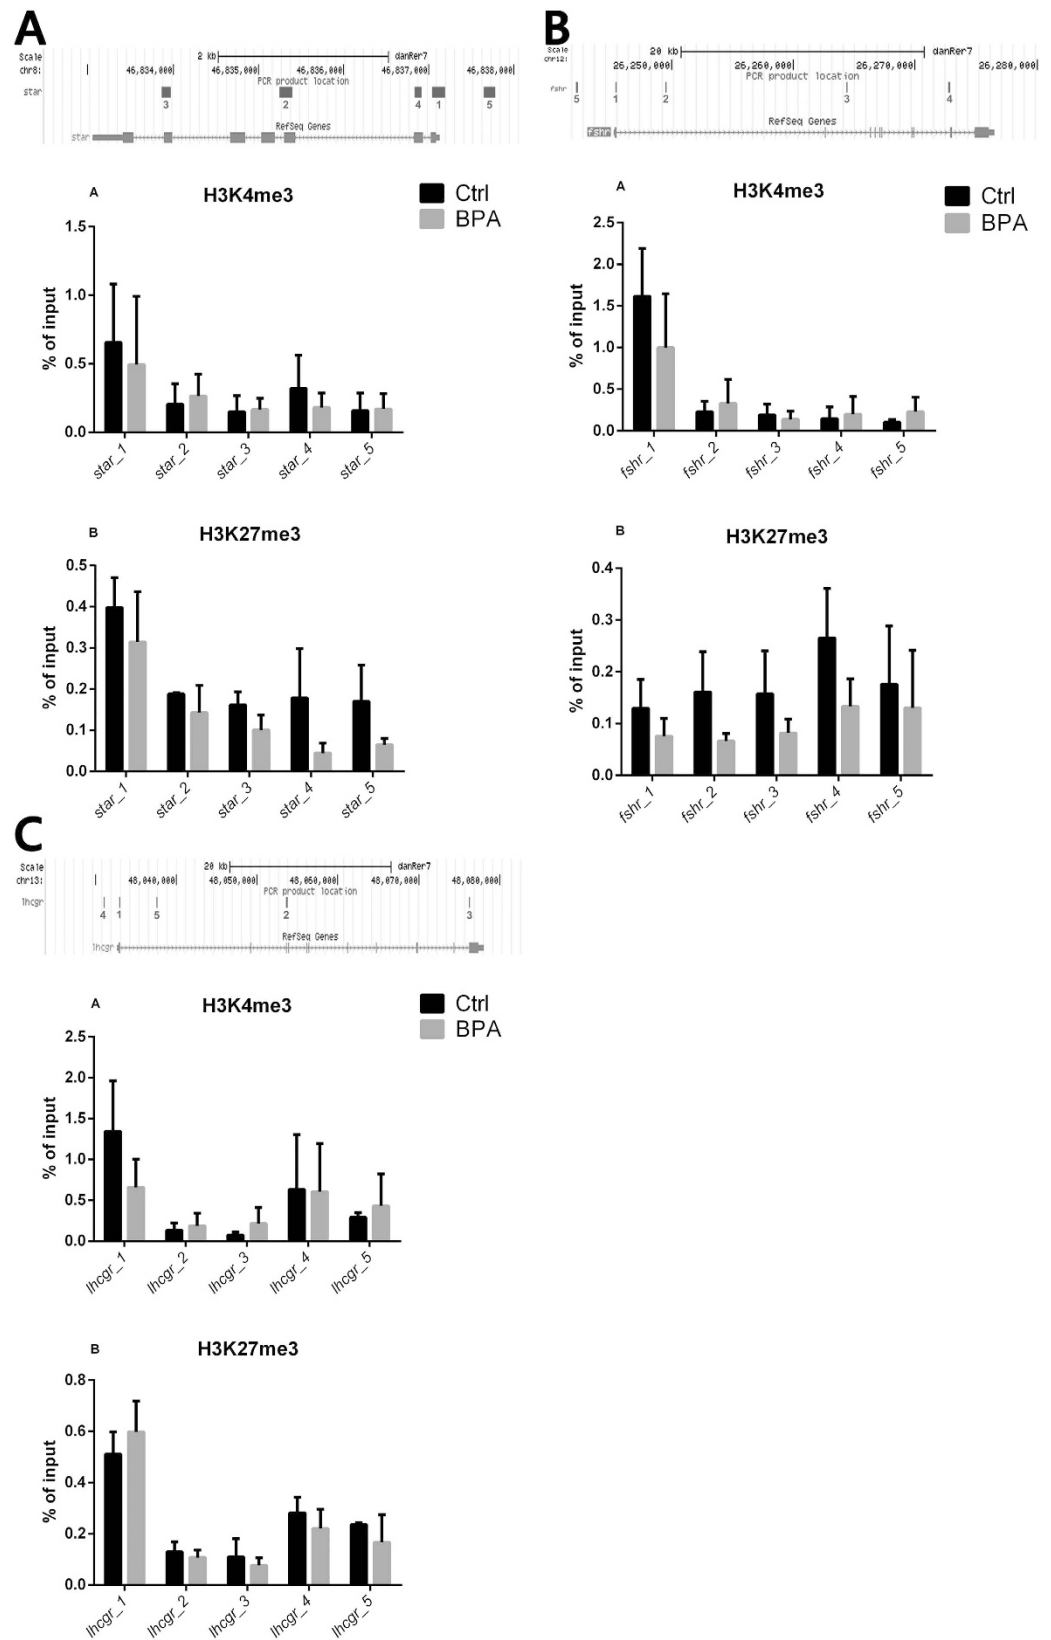 A
Scale 2 kb danRer7
chr8: 46,834,000 46,835,000 46,836,000 46,837,000 46,838,000
PCR product location
star
3 2 4 1 5
RefSeq Genes
star
A H3K4me3
Ctrl
BPA
1.5
1.0
0.5
0.0
% of input
star_1 star_2 star_3 star_4 star_5
B H3K27me3
0.5
0.4
0.3
0.2
0.1
0.0
% of input
star_1 star_2 star_3 star_4 star_5
B
Scale 20 kb danRer7
chr12: 26,250,000 26,260,000 26,270,000 26,280,000
PCR product location
fshr
5 1 2 3 4
RefSeq Genes
fshr
A H3K4me3
Ctrl
BPA
2.5
2.0
1.5
1.0
0.5
0.0
% of input
fshr_1 fshr_2 fshr_3 fshr_4 fshr_5
B H3K27me3
0.4
0.3
0.2
0.1
0.0
% of input
fshr_1 fshr_2 fshr_3 fshr_4 fshr_5
C
Scale 20 kb danRer7
chr13: 48,040,000 48,050,000 48,060,000 48,070,000 48,080,000
PCR product location
lhcgr
4 1 5 2 3
RefSeq Genes
lhcgr
A H3K4me3
Ctrl
BPA
2.5
2.0
1.5
1.0
0.5
0.0
% of input
lhcgr_1 lhcgr_2 lhcgr_3 lhcgr_4 lhcgr_5
B H3K27me3
0.8
0.6
0.4
0.2
0.0
% of input
lhcgr_1 lhcgr_2 lhcgr_3 lhcgr_4 lhcgr_5